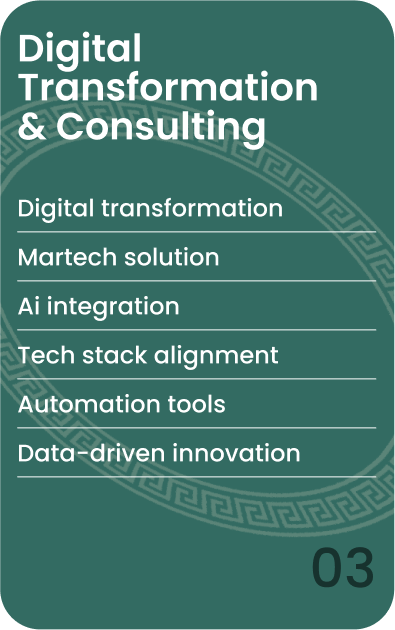 Digital
Transformation
& Consulting
Digital transformation
Martech solution
Ai integration
Tech stack alignment
Automation tools
Data-driven innovation
03